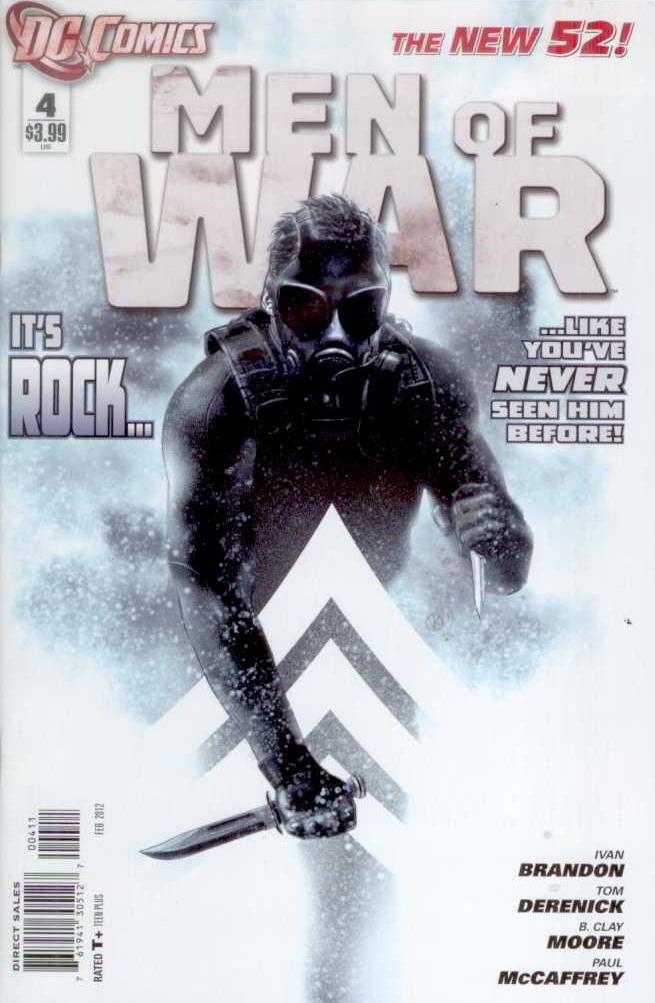 DC COMICS
THE NEW 52!
4
$3.99
US
MEN OF
WAR
IT'S
ROCK...
...LIKE
YOU'VE
NEVER
SEEN HIM
BEFORE!
IVAN
BRANDON
TOM
DERENICK
B. CLAY
MOORE
PAUL
McCAFFREY
DIRECT SALES
00411
7 61941 30512 7
FEB 2012
RATED T+ TEEN PLUS